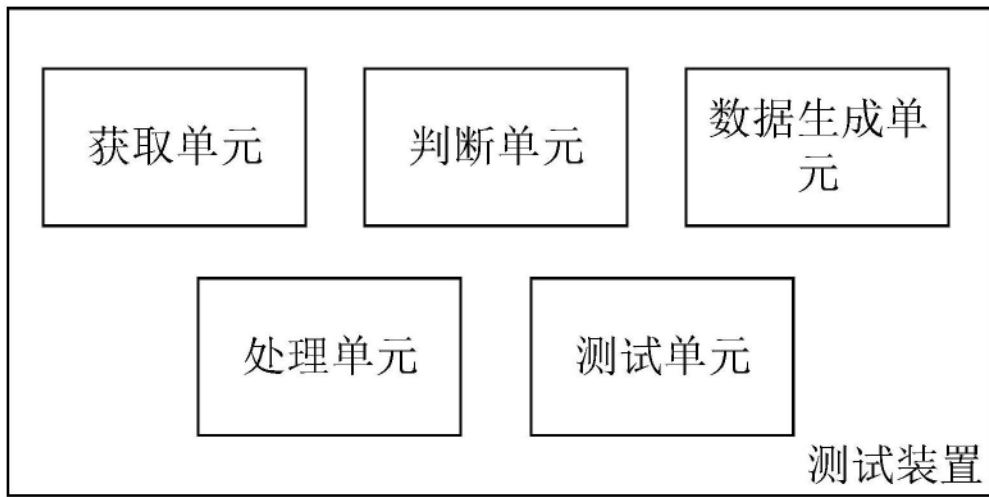 获取单元
判断单元
数据生成单
元
处理单元
测试单元
测试装置